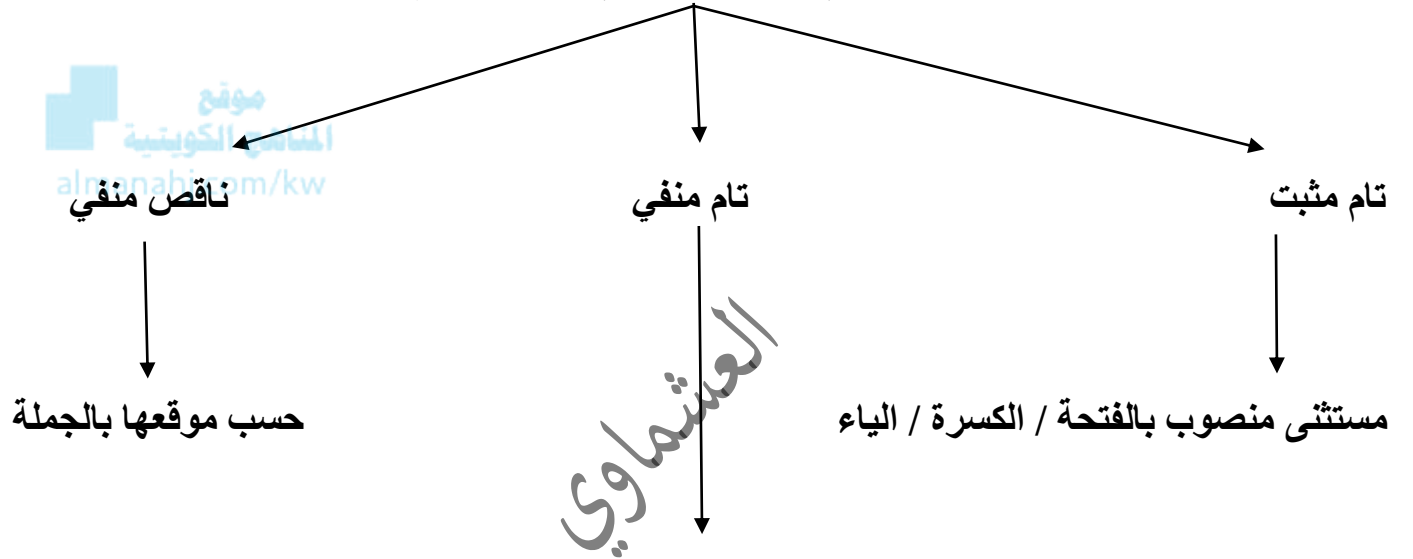 موقع
المناهج الكويتية
almanahj.com/kw
تام مثبت
تام منفي
ناقص منفي
مستثنى منصوب بالفتحة / الكسرة / الياء
حسب موقعها بالجملة
العشماوي